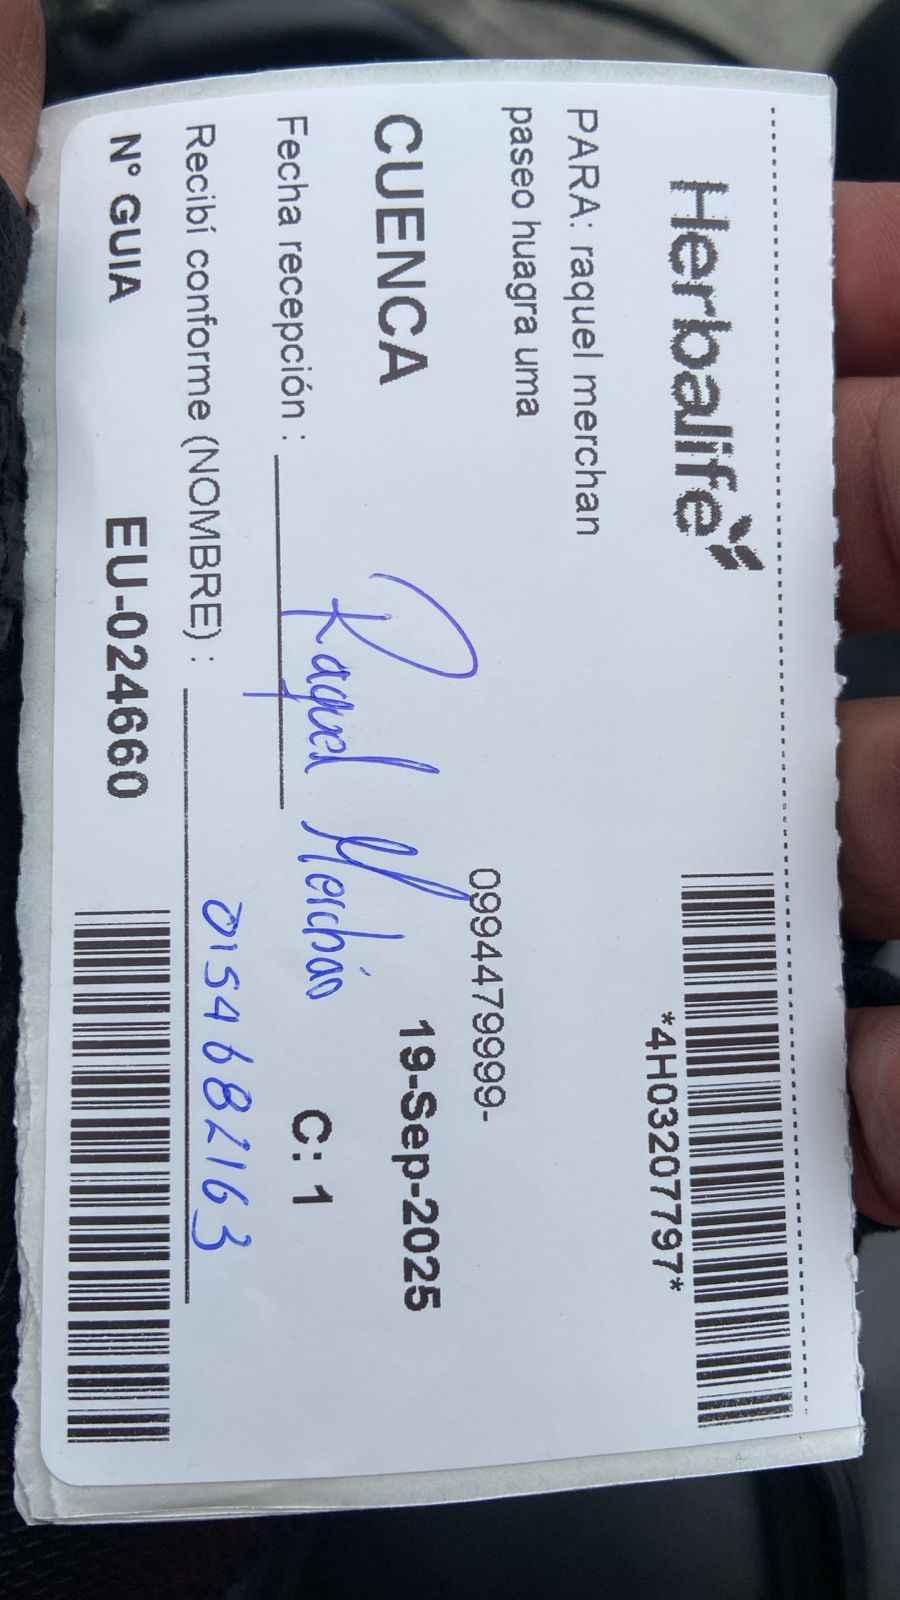 Herbalife
*4H03207797*
PARA: raquel merchan
paseo huagra uma
0994479999-
CUENCA
19-Sep-2025
Fecha recepción :
Raquel Merchán
C: 1
Recibí conforme (NOMBRE) :
0154682163
N° GUIA EU-024660